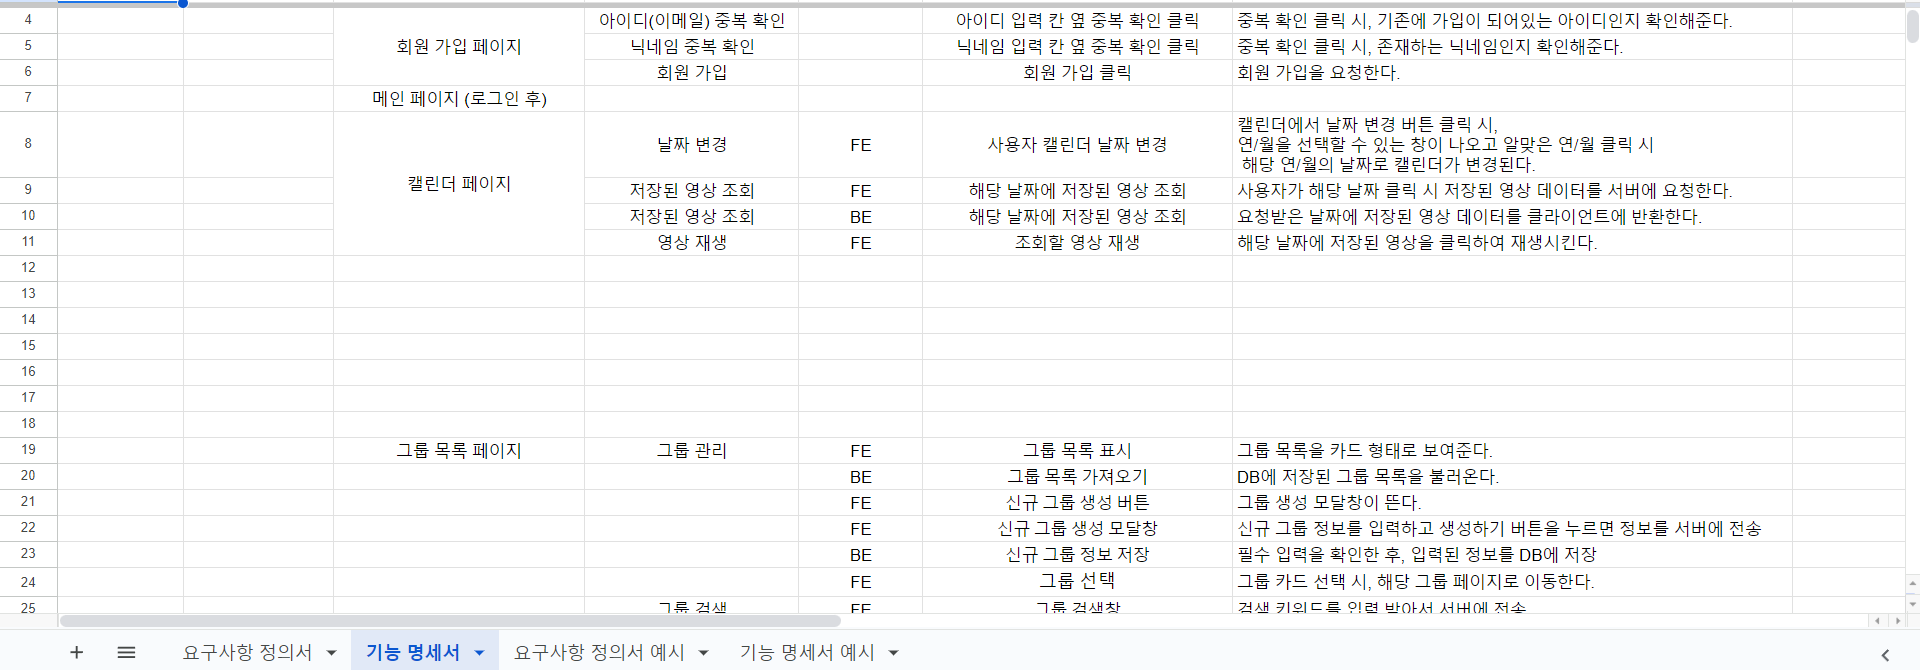 4 아이디(이메일) 중복 확인 아이디 입력 칸 옆 중복 확인 클릭 중복 확인 클릭 시, 기존에 가입이 되어있는 아이디인지 확인해준다.
5 회원 가입 페이지 닉네임 중복 확인 닉네임 입력 칸 옆 중복 확인 클릭 중복 확인 클릭 시, 존재하는 닉네임인지 확인해준다.
6 회원 가입 회원 가입 클릭 회원 가입을 요청한다.
7 메인 페이지 (로그인 후)
캘린더에서 날짜 변경 버튼 클릭 시,
8 날짜 변경 FE 사용자 캘린더 날짜 변경 연/월을 선택할 수 있는 창이 나오고 알맞은 연/월 클릭 시
해당 연/월의 날짜로 캘린더가 변경된다.
캘린더 페이지
9 저장된 영상 조회 FE 해당 날짜에 저장된 영상 조회 사용자가 해당 날짜 클릭 시 저장된 영상 데이터를 서버에 요청한다.
10 저장된 영상 조회 BE 해당 날짜에 저장된 영상 조회 요청받은 날짜에 저장된 영상 데이터를 클라이언트에 반환한다.
11 영상 재생 FE 조회할 영상 재생 해당 날짜에 저장된 영상을 클릭하여 재생시킨다.
12
13
14
15
16
17
18
19 그룹 목록 페이지 그룹 관리 FE 그룹 목록 표시 그룹 목록을 카드 형태로 보여준다.
20 BE 그룹 목록 가져오기 DB에 저장된 그룹 목록을 불러온다.
21 FE 신규 그룹 생성 버튼 그룹 생성 모달창이 뜬다.
22 FE 신규 그룹 생성 모달창 신규 그룹 정보를 입력하고 생성하기 버튼을 누르면 정보를 서버에 전송
23 BE 신규 그룹 정보 저장 필수 입력을 확인한 후, 입력된 정보를 DB에 저장
24 FE 그룹 선택 그룹 카드 선택 시, 해당 그룹 페이지로 이동한다.
25 그룹 검색 FE 그룹 검색창 검색 키워드를 입력 받아서 서버에 전송
요구사항 정의서 기능 명세서 요구사항 정의서 예시 기능 명세서 예시